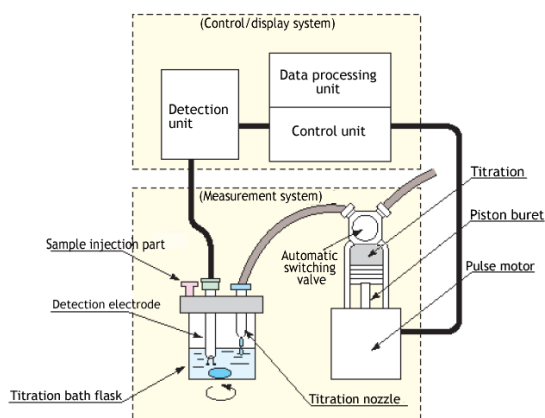 (Control/display system)
Data processing
unit
Detection
unit
Control unit
(Measurement system)
Titration
Piston buret
Automatic
switching
valve
Sample injection part
Pulse motor
Detection electrode
Titration bath flask
Titration nozzle